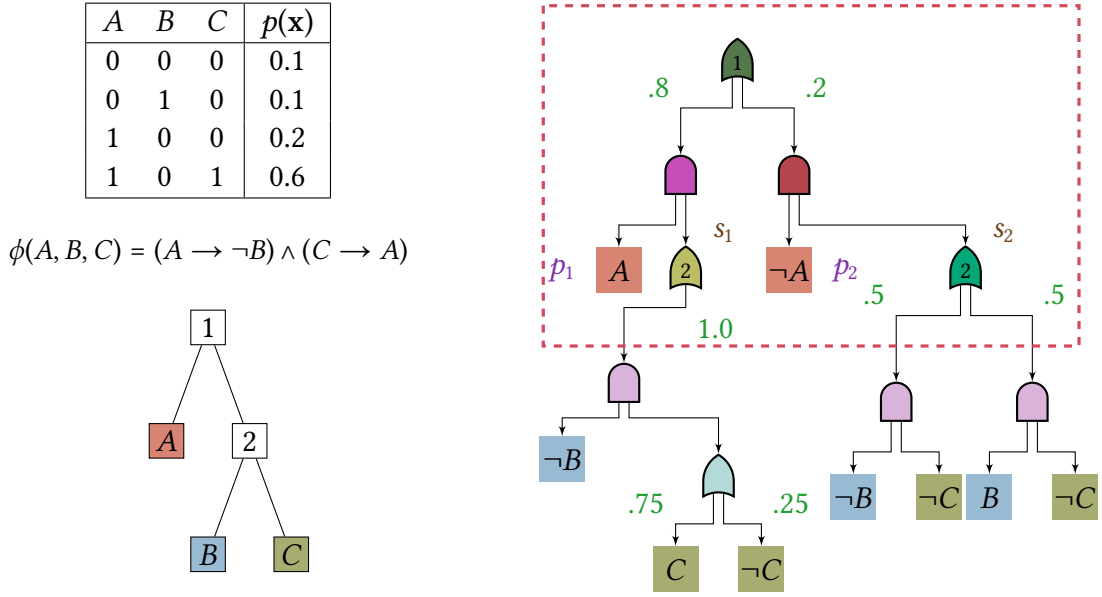 A B C p(x)
0 0 0 0.1
0 1 0 0.1
1 0 0 0.2
1 0 1 0.6
ϕ(A, B, C) = (A → ¬B) ∧ (C → A)
1
A 2
B C
1
.8 .2
s₁ s₂
p₁ A 2 ¬A p₂ 2
.5 .5
1.0
¬B
¬B ¬C B ¬C
.75 .25
C ¬C